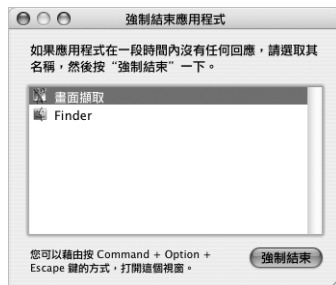 強制結束應用程式
如果應用程式在一段時間內沒有任何回應，請選取其
名稱，然後按“強制結束”一下。
畫面擷取
Finder
您可以藉由按 Command + Option +
Escape 鍵的方式，打開這個視窗。
強制結束